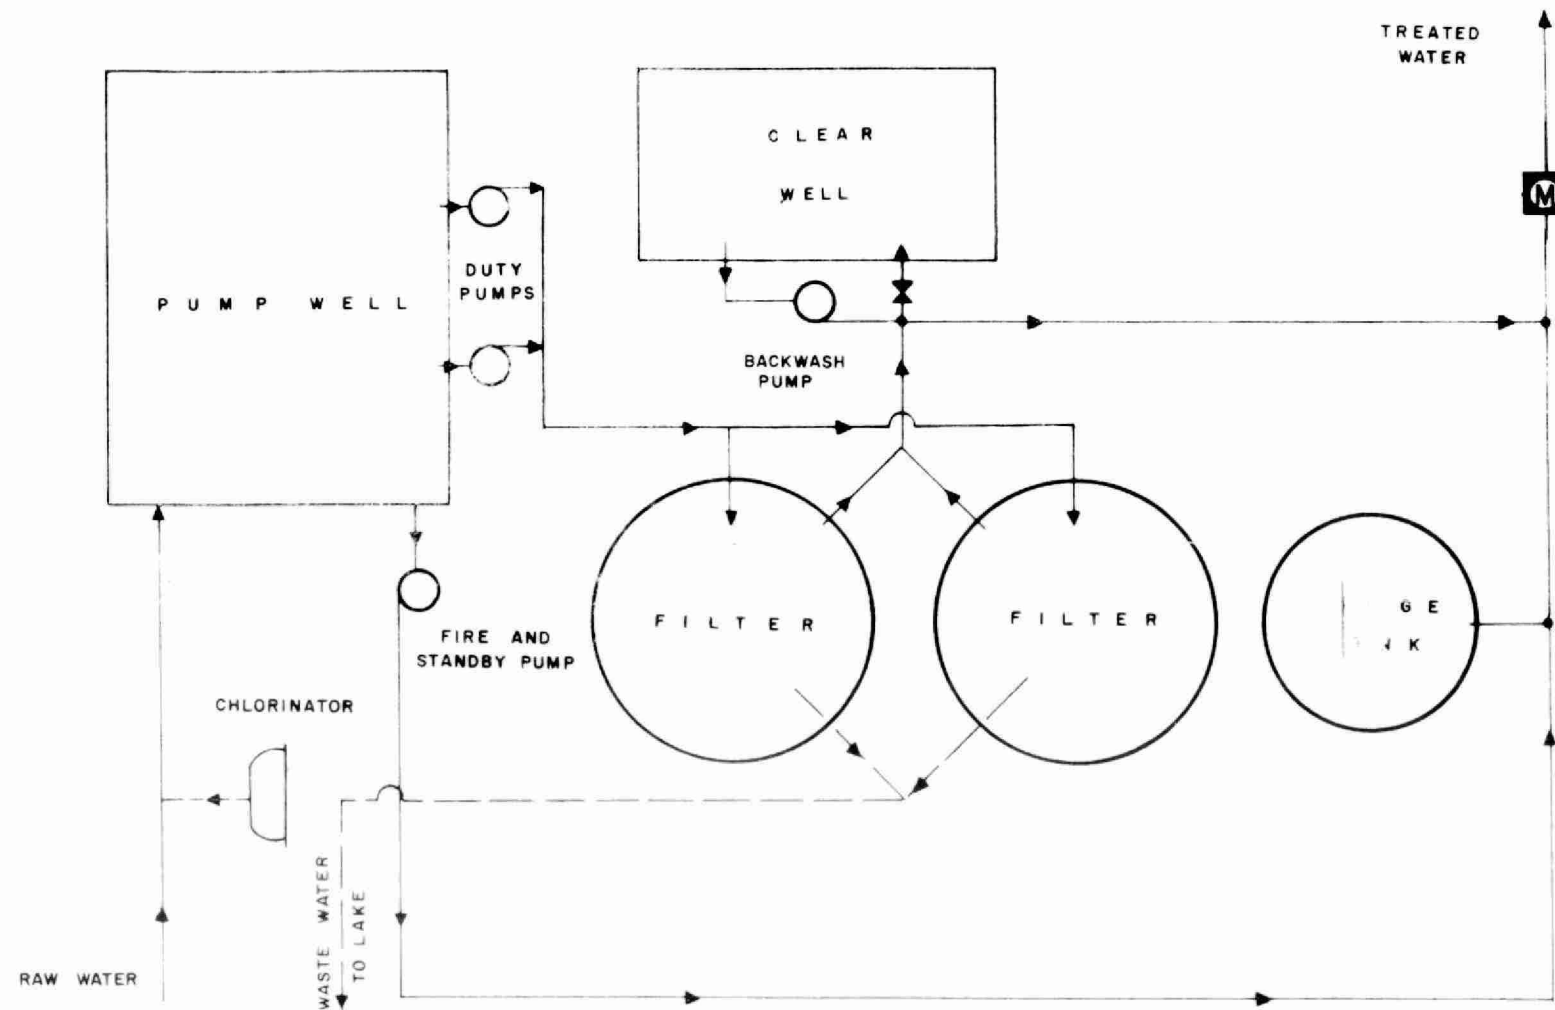 TREATED
WATER
CLEAR
WELL
M
PUMP WELL
DUTY
PUMPS
BACKWASH
PUMP
FILTER
FILTER
FIRE AND
STANDBY PUMP
CHLORINATOR
WASTE WATER
TO LAKE
RAW WATER